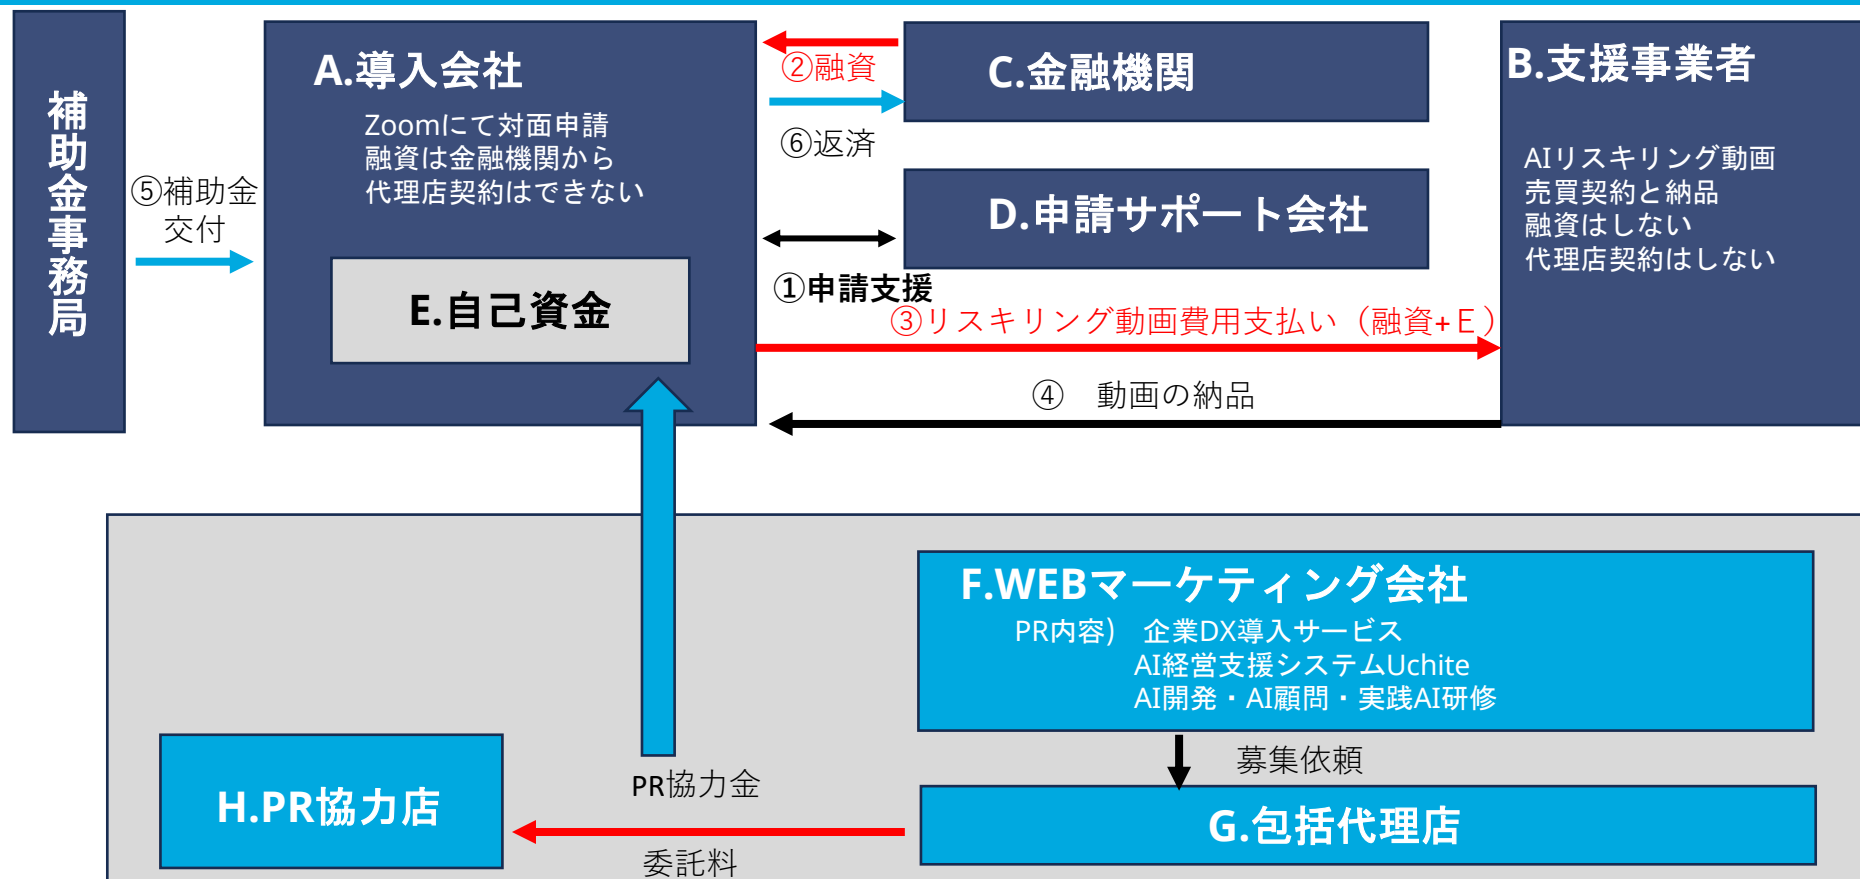 補助金事務局
⑤補助金
交付
A.導入会社
Zoomにて対面申請
融資は金融機関から
代理店契約はできない
E.自己資金
②融資
⑥返済
C.金融機関
D.申請サポート会社
①申請支援
③リスキリング動画費用支払い（融資+E）
④　動画の納品
B.支援事業者
AIリスキリング動画
売買契約と納品
融資はしない
代理店契約はしない
F.WEBマーケティング会社
PR内容)　企業DX導入サービス
AI経営支援システムUchite
AI開発・AI顧問・実践AI研修
募集依頼
G.包括代理店
PR協力金
H.PR協力店
委託料